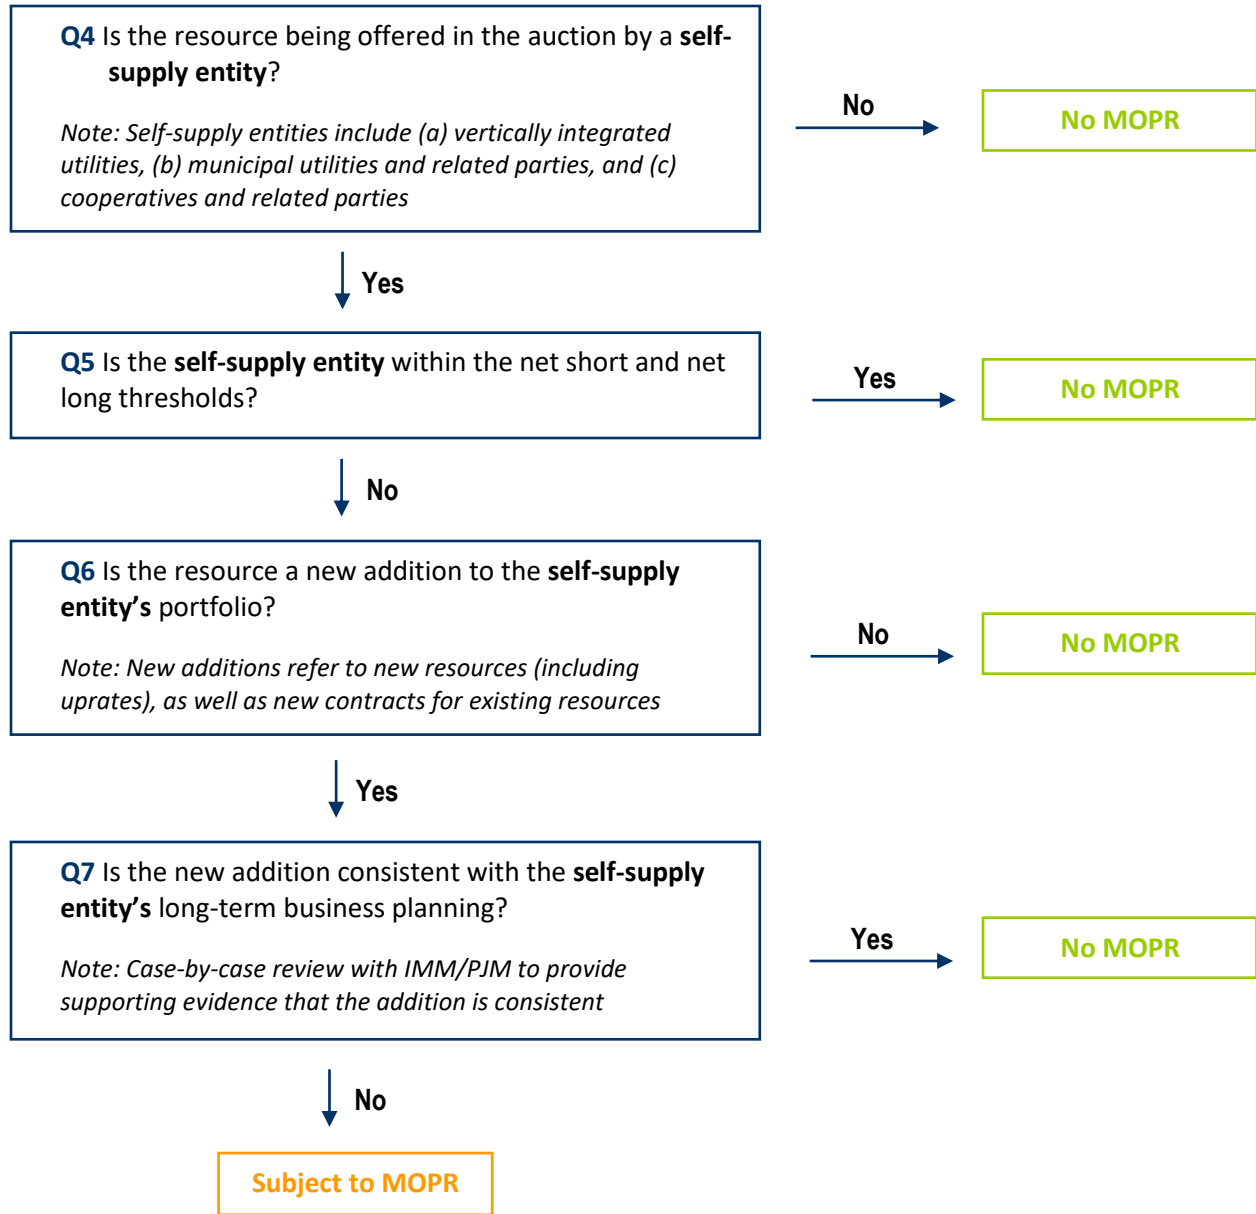 Q4 Is the resource being offered in the auction by a self-
supply entity?
Note: Self-supply entities include (a) vertically integrated
utilities, (b) municipal utilities and related parties, and (c)
cooperatives and related parties
No
No MOPR
Yes
Q5 Is the self-supply entity within the net short and net
long thresholds?
Yes
No MOPR
No
Q6 Is the resource a new addition to the self-supply
entity’s portfolio?
Note: New additions refer to new resources (including
uprates), as well as new contracts for existing resources
No
No MOPR
Yes
Q7 Is the new addition consistent with the self-supply
entity’s long-term business planning?
Note: Case-by-case review with IMM/PJM to provide
supporting evidence that the addition is consistent
Yes
No MOPR
No
Subject to MOPR